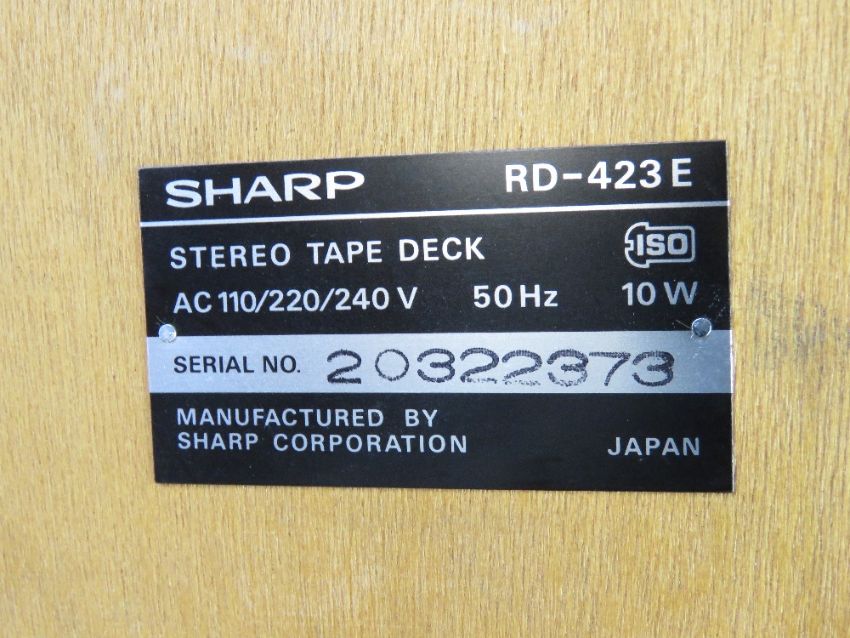 SHARP RD-423E
STEREO TAPE DECK ISO
AC 110/220/240 V 50 Hz 10 W
SERIAL NO. 20322373
MANUFACTURED BY
SHARP CORPORATION JAPAN